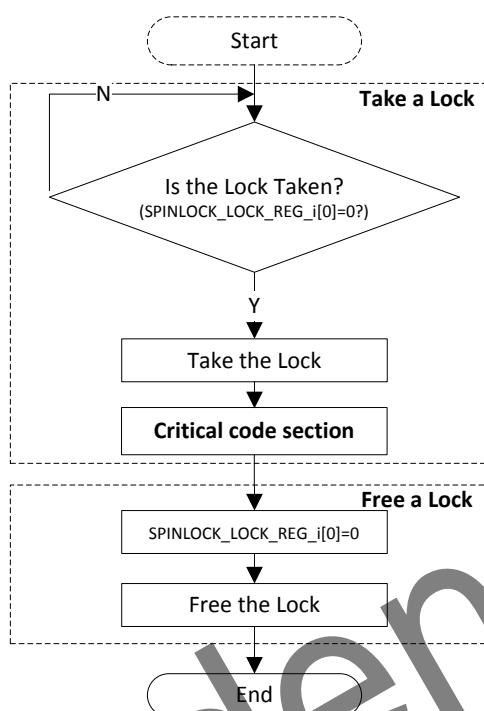 Start
Take a Lock
N
Is the Lock Taken?
(SPINLOCK_LOCK_REG_i[0]=0?)
Y
Take the Lock
Critical code section
Free a Lock
SPINLOCK_LOCK_REG_i[0]=0
Free the Lock
End